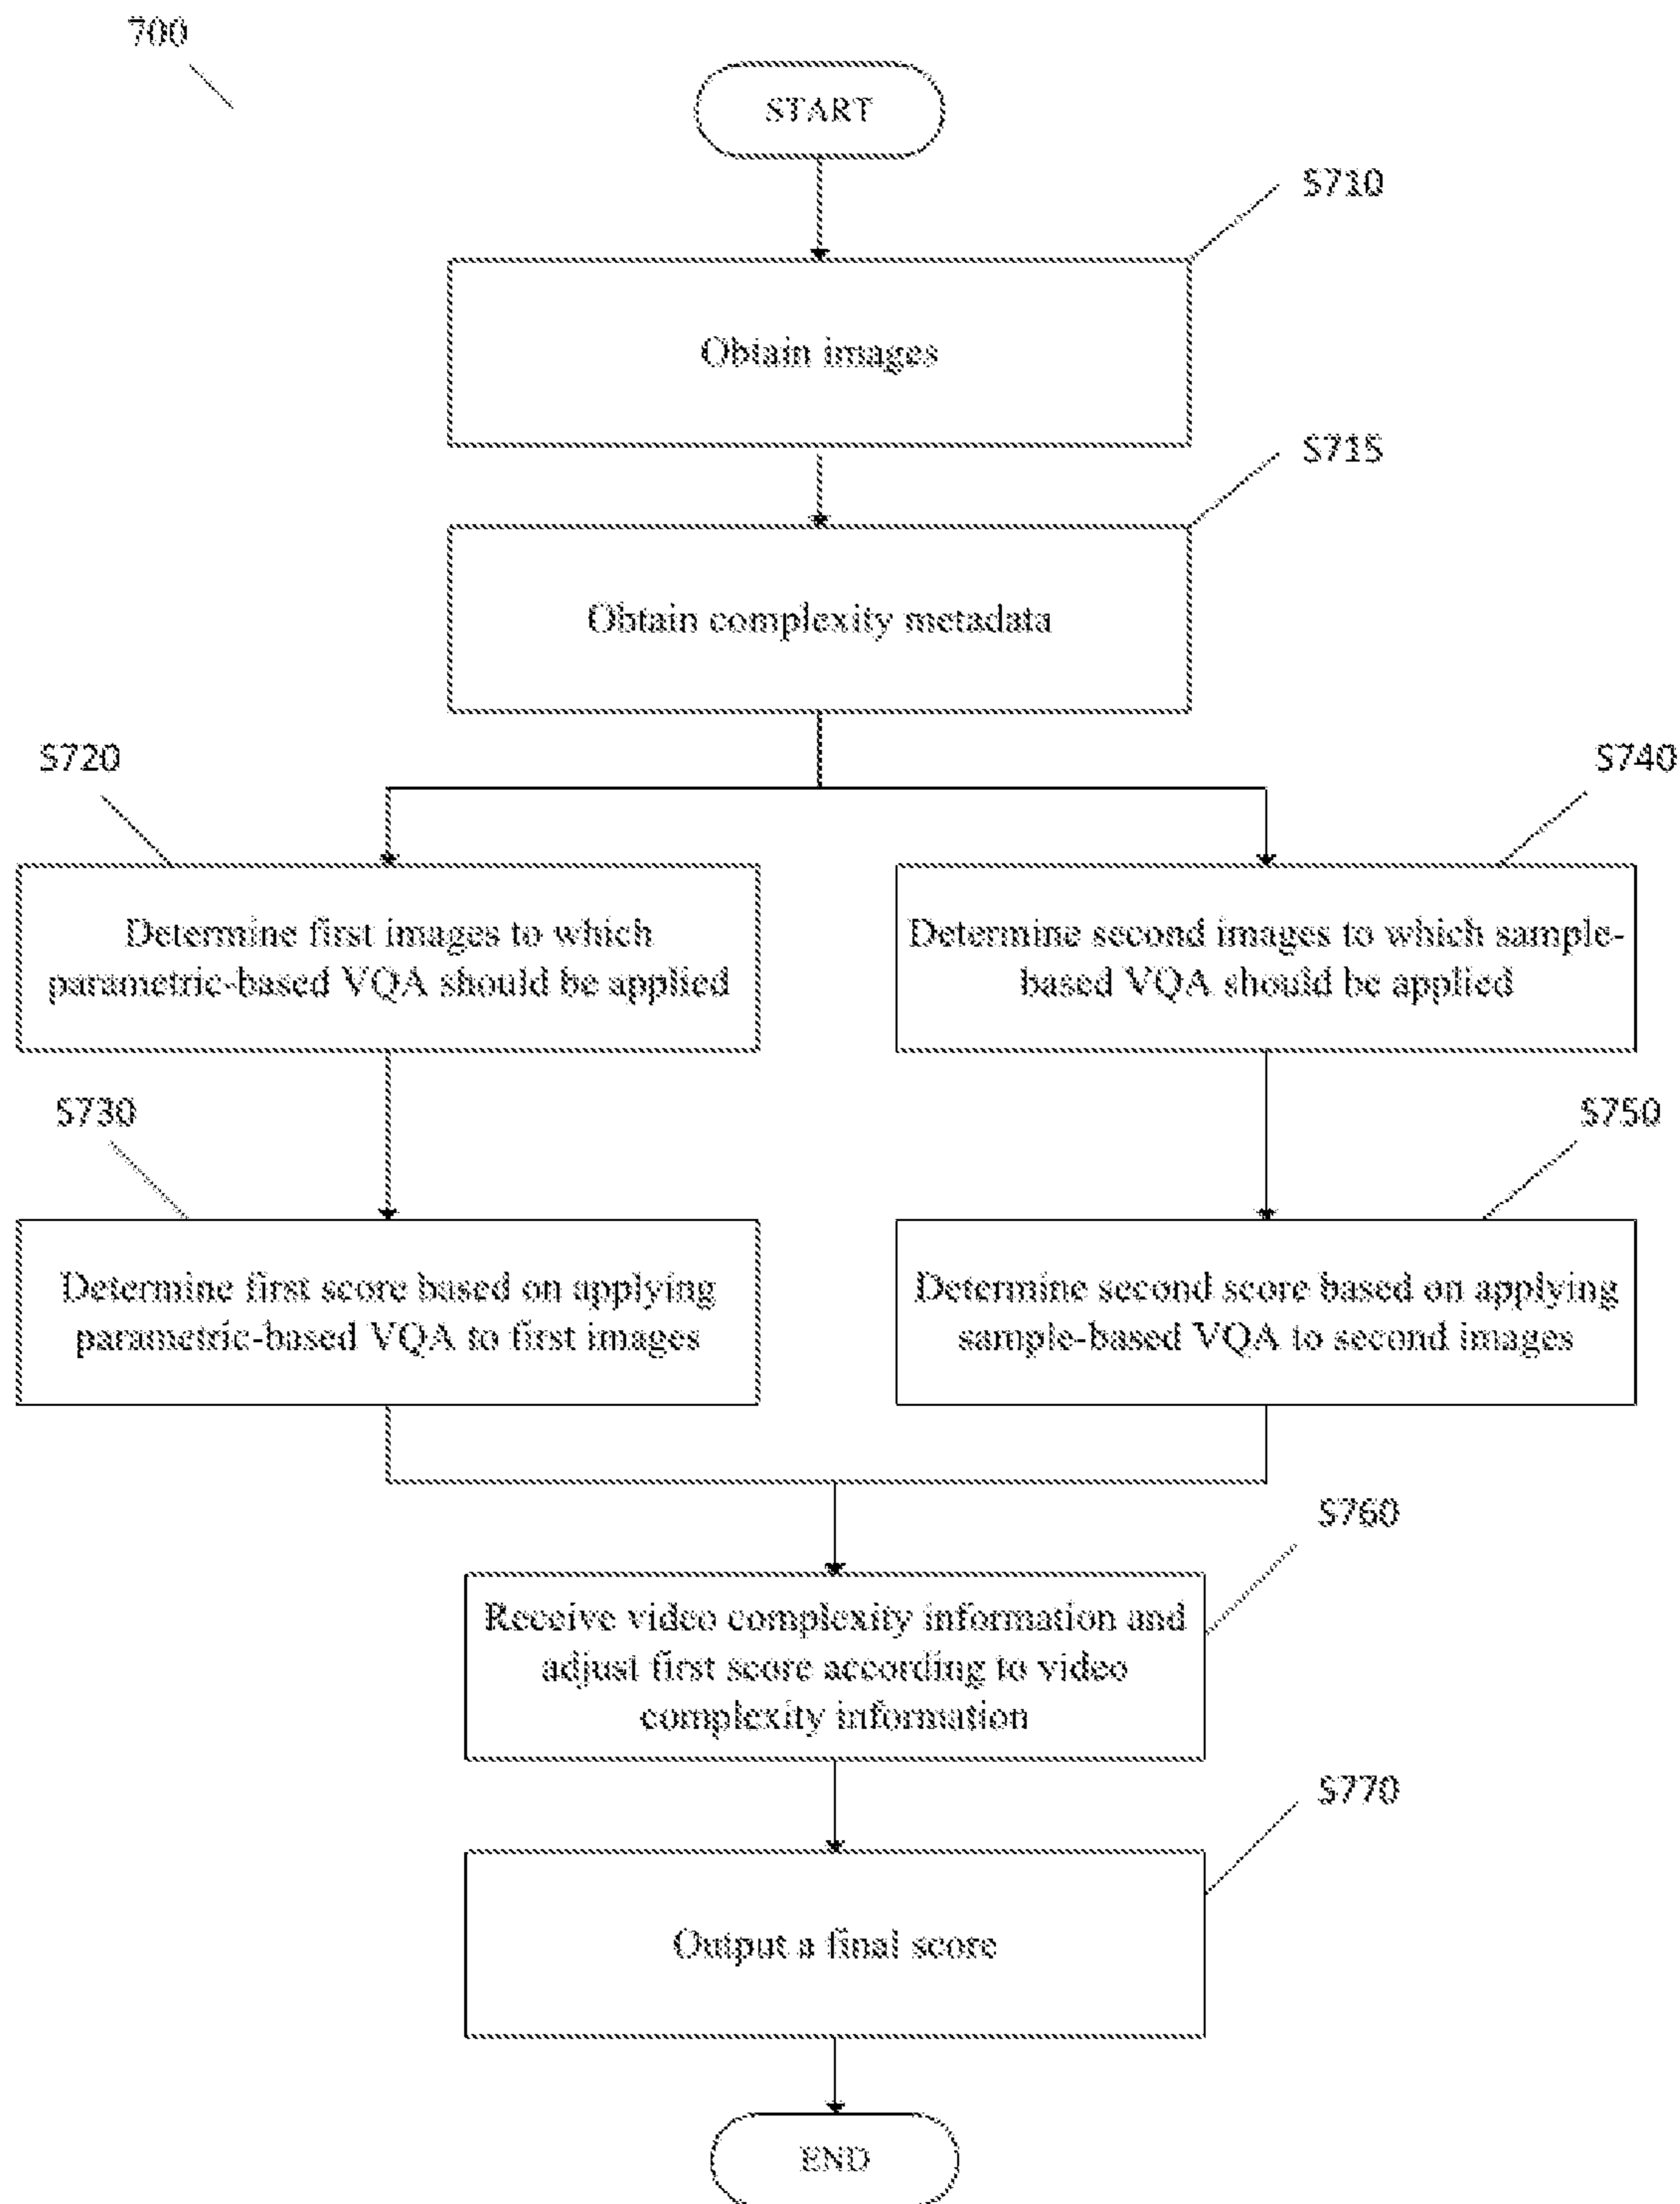 700
START
S710
Obtain images
S715
Obtain complexity metadata
S720
S740
Determine first images to which
parametric-based VQA should be applied
Determine second images to which sample-
based VQA should be applied
S730
S750
Determine first score based on applying
parametric-based VQA to first images
Determine second score based on applying
sample-based VQA to second images
S760
Receive video complexity information and
adjust first score according to video
complexity information
S770
Output a final score
END